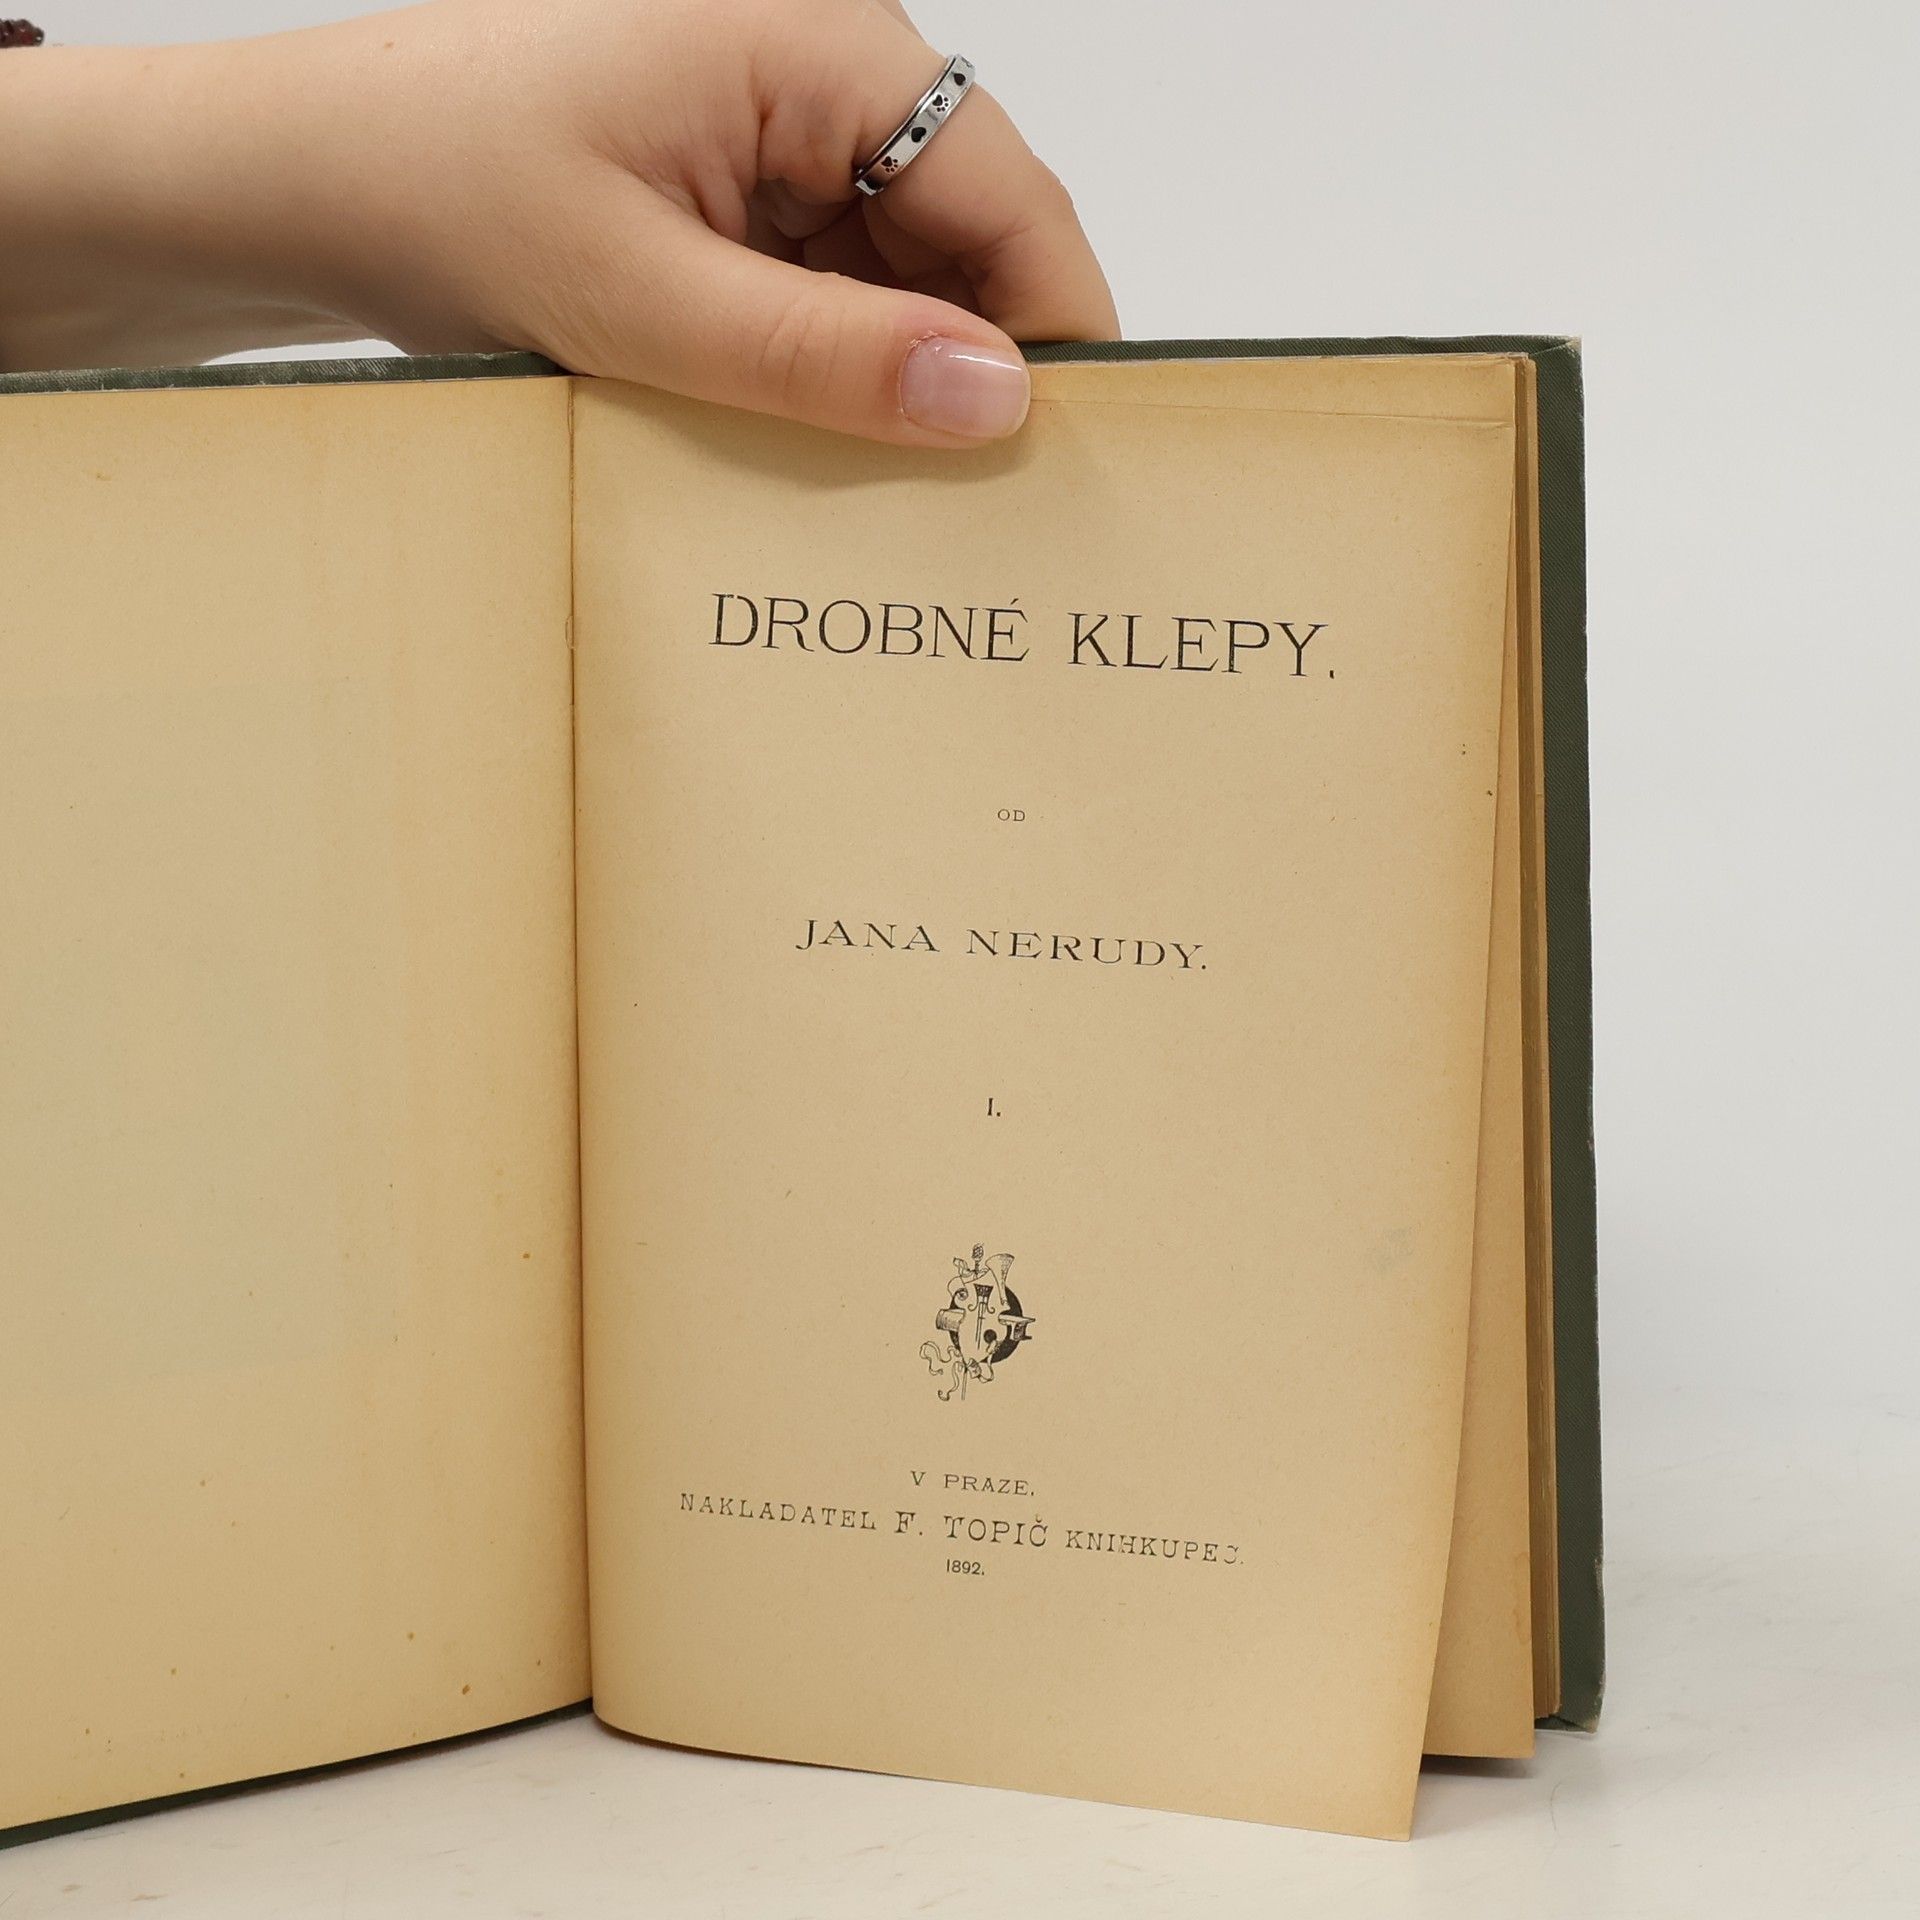 DROBNÉ KLEPY.
OD
JANA NERUDY.
I.
V PRAZE.
NAKLADATEL F. TOPIČ KNIHKUPEC.
1892.